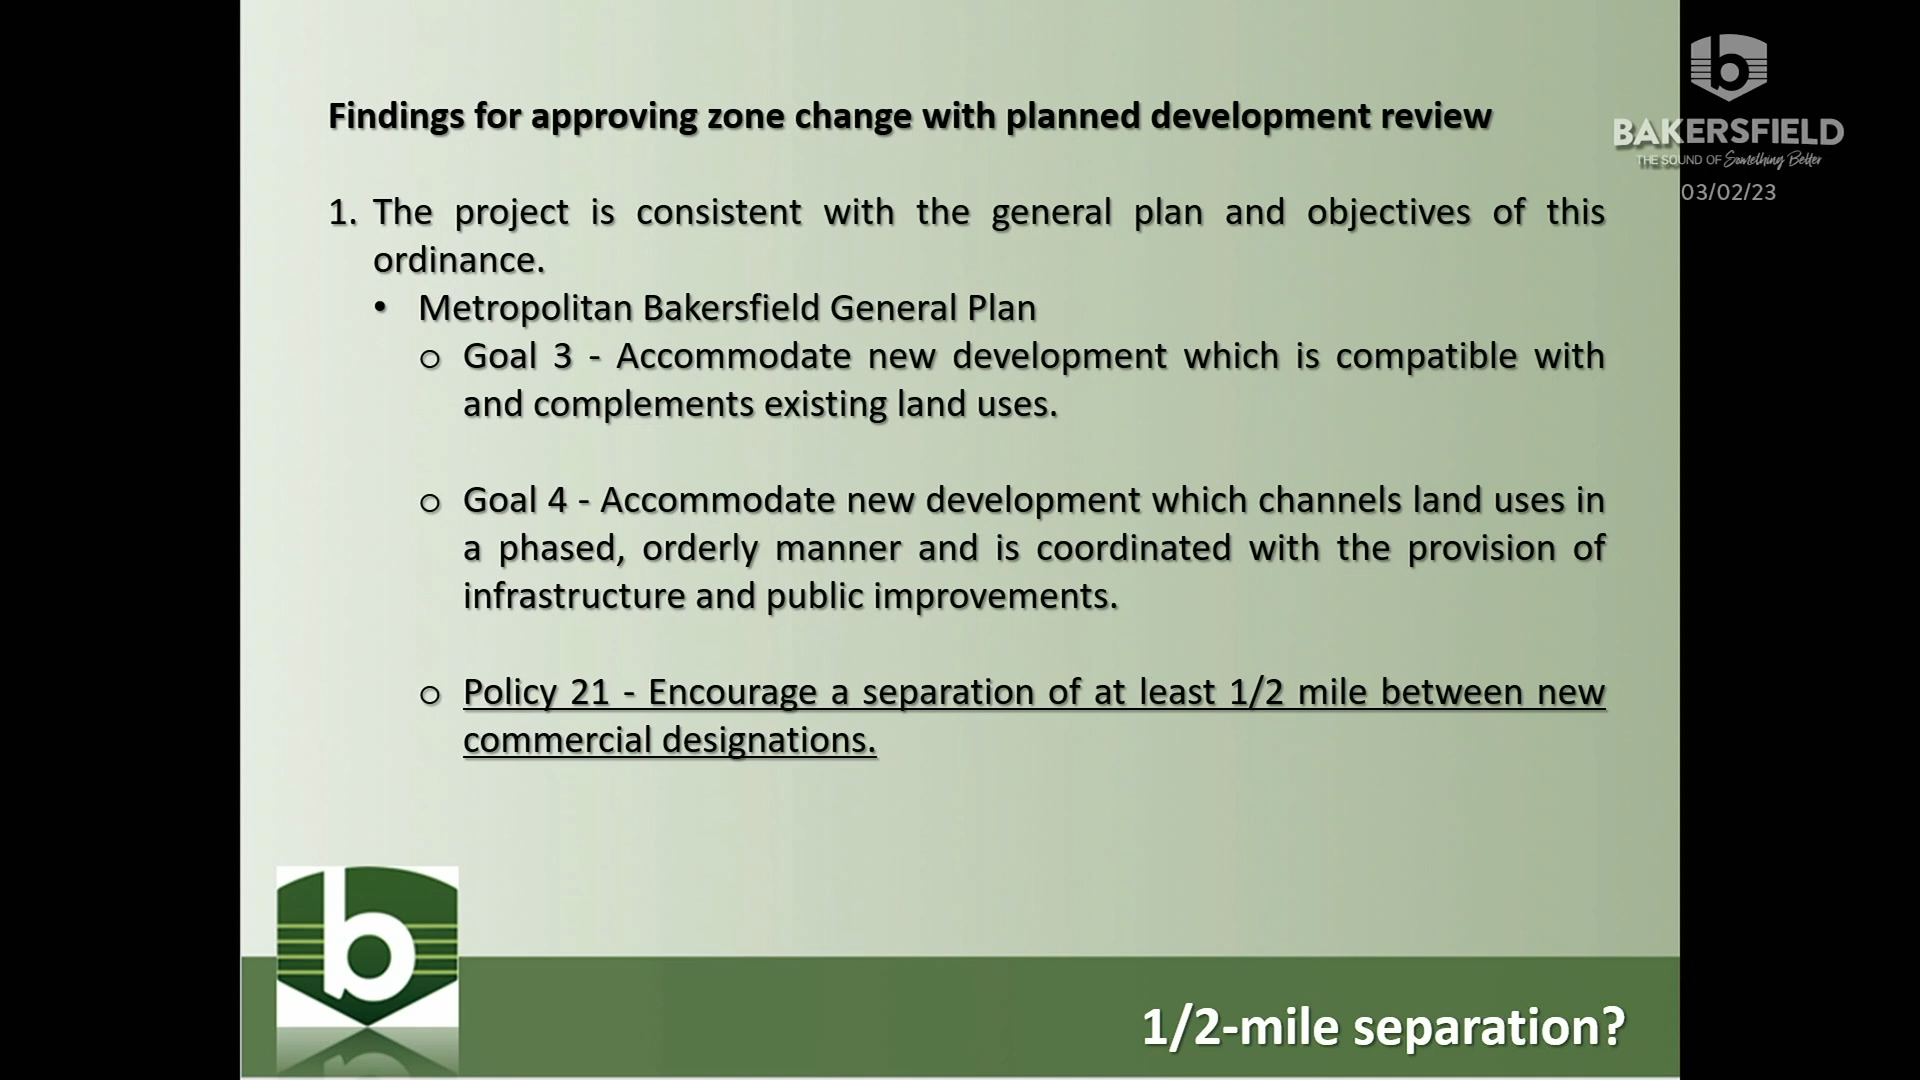 Findings for approving zone change with planned development review
BAKERSFIELD
THE SOUND OF Something Better
03/02/23
1. The project is consistent with the general plan and objectives of this
ordinance.
• Metropolitan Bakersfield General Plan
o Goal 3 - Accommodate new development which is compatible with
and complements existing land uses.
o Goal 4 - Accommodate new development which channels land uses in
a phased, orderly manner and is coordinated with the provision of
infrastructure and public improvements.
o Policy 21 - Encourage a separation of at least 1/2 mile between new
commercial designations.
b
1/2-mile separation?